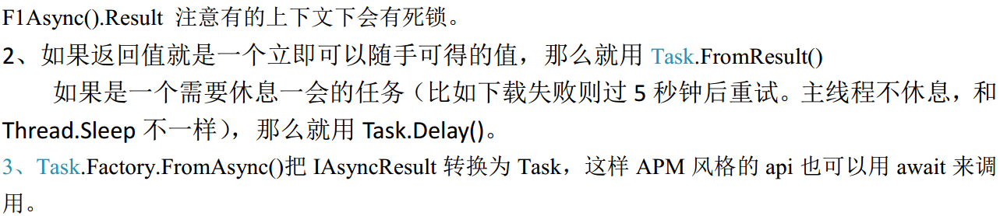 F1Async().Result 注意有的上下文下会有死锁。
2、如果返回值就是一个立即可以随手可得的值，那么就用 Task.FromResult()
如果是一个需要休息一会的任务（比如下载失败则过 5 秒钟后重试。主线程不休息，和
Thread.Sleep 不一样），那么就用 Task.Delay()。
3、Task.Factory.FromAsync()把 IAsyncResult 转换为 Task，这样 APM 风格的 api 也可以用 await 来调
用。